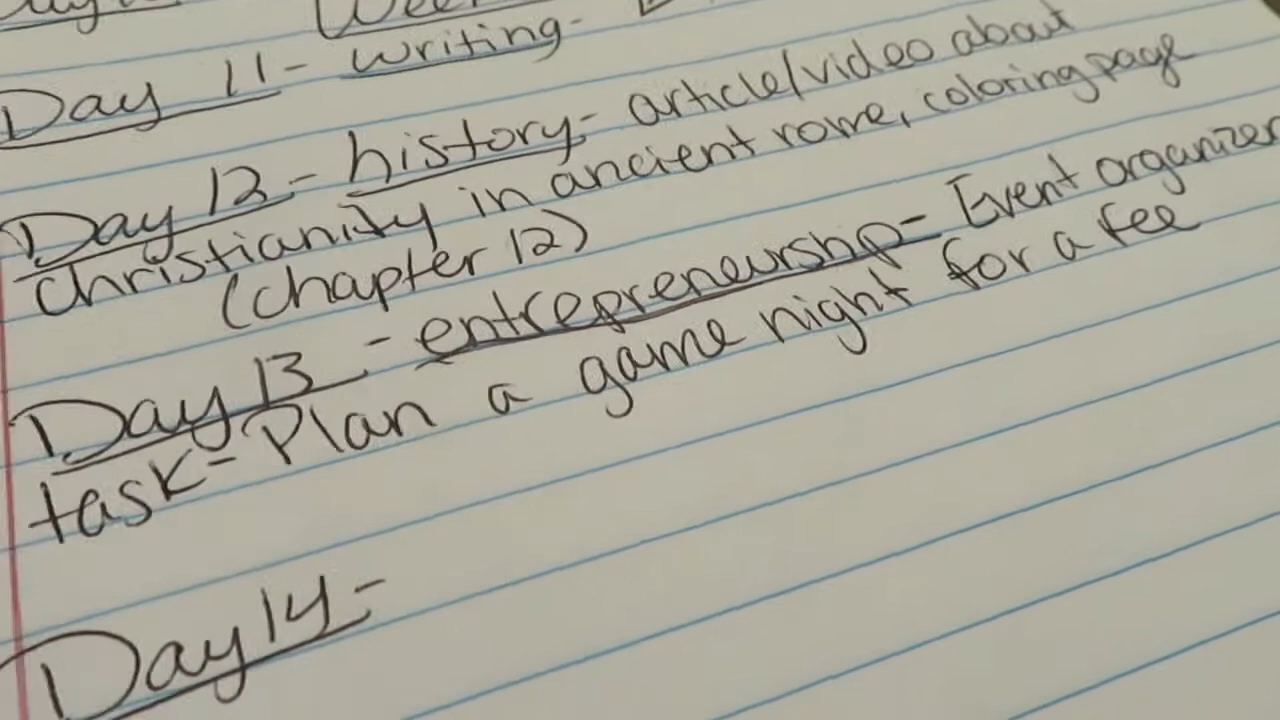 Day 11- writing-
Day 12- history- article/video about
christianity in ancient rome, coloring page
(chapter 12)
Day 13 - entrepreneurship- Event organizer
task- Plan a game night for a fee
Day 14-